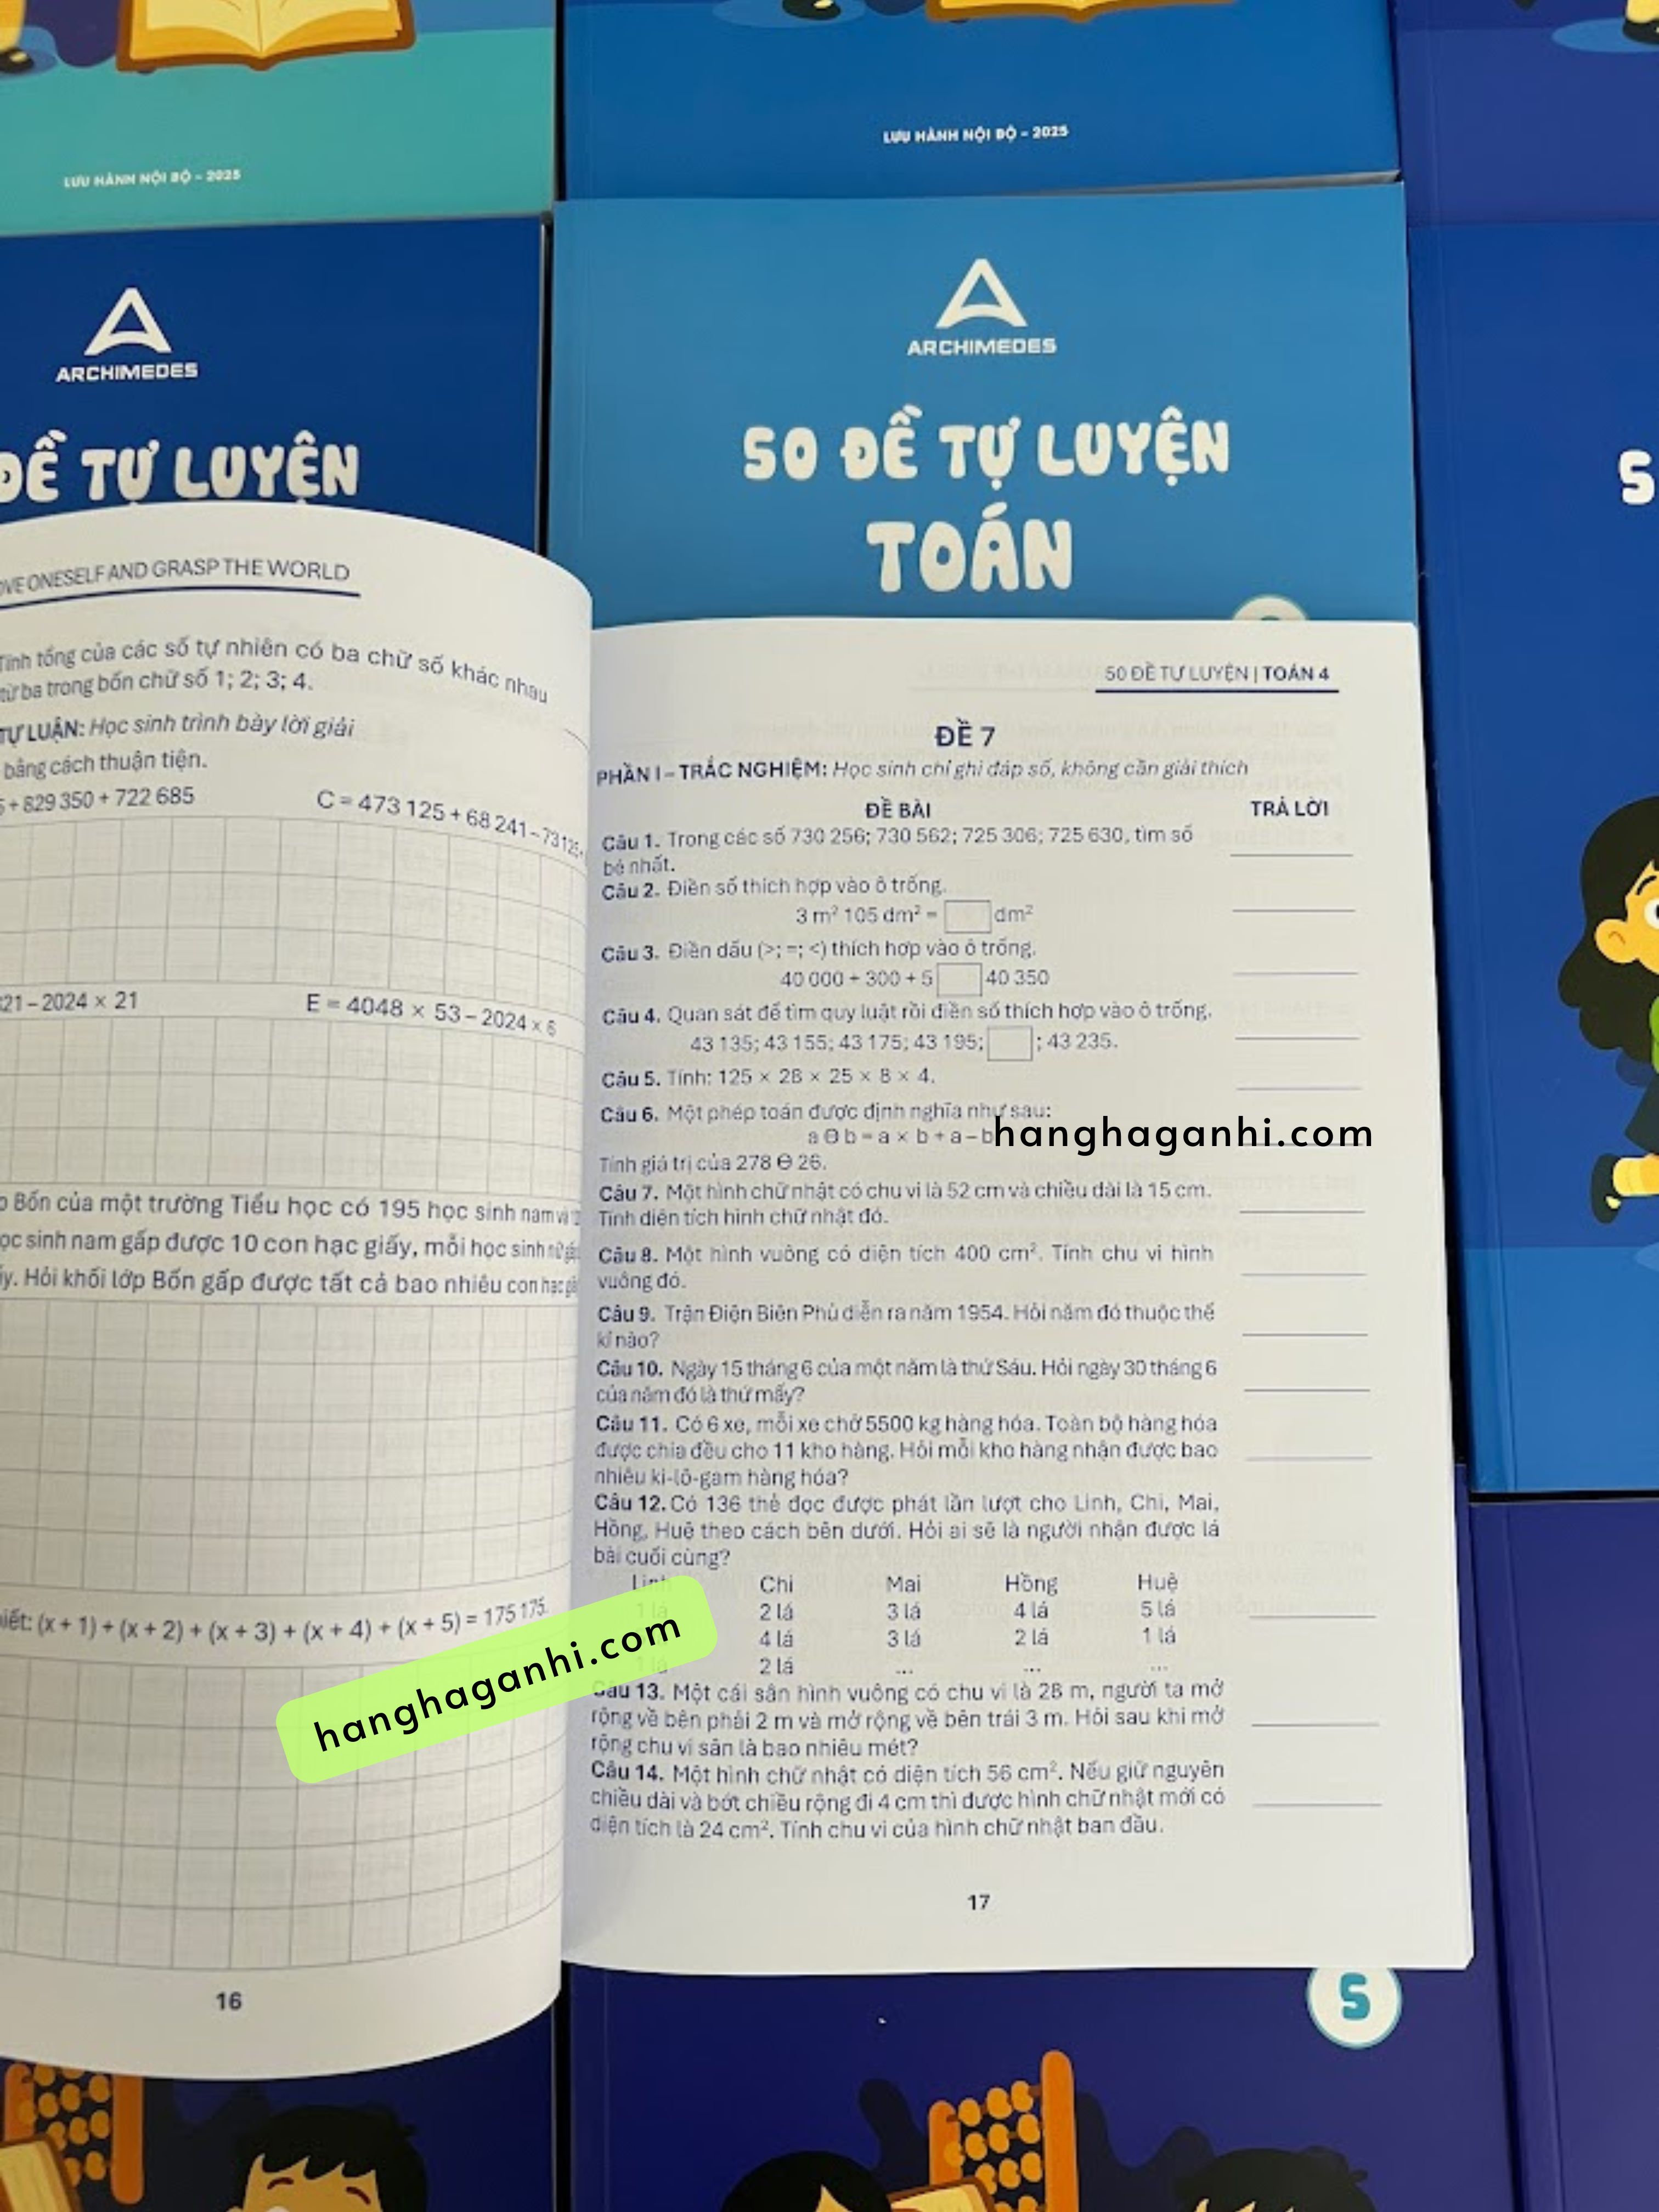 LƯU HÀNH NỘI BỘ - 2025
LƯU HÀNH NỘI BỘ - 2025
ARCHIMEDES
ĐỀ TỰ LUYỆN
ARCHIMEDES
50 ĐỀ TỰ LUYỆN
TOÁN
5
ONESELF AND GRASP THE WORLD
Tính tổng của các số tự nhiên có ba chữ số khác nhau
từ ba trong bốn chữ số 1; 2; 3; 4.
TỰ LUẬN: Học sinh trình bày lời giải
bằng cách thuận tiện.
+ 829 350 + 722 685
C = 473 125 + 68 241 – 73 125
21 – 2024 × 21
E = 4048 × 53 – 2024 × 6
Bốn của một trường Tiểu học có 195 học sinh nam và
học sinh nam gấp được 10 con hạc giấy, mỗi học sinh nữ
Hỏi khối lớp Bốn gấp được tất cả bao nhiêu con hạc
(x + 1) + (x + 2) + (x + 3) + (x + 4) + (x + 5) = 175 175.
16
50 ĐỀ TỰ LUYỆN | TOÁN 4
ĐỀ 7
PHẦN I – TRẮC NGHIỆM: Học sinh chỉ ghi đáp số, không cần giải thích
ĐỀ BÀI TRẢ LỜI
Câu 1. Trong các số 730 256; 730 562; 725 306; 725 630, tìm số
bé nhất.
Câu 2. Điền số thích hợp vào ô trống.
3 m² 105 dm² = dm²
Câu 3. Điền dấu (>; =; <) thích hợp vào ô trống.
40 000 + 300 + 5 40 350
Câu 4. Quan sát để tìm quy luật rồi điền số thích hợp vào ô trống.
43 135; 43 155; 43 175; 43 195; ; 43 235.
Câu 5. Tính: 125 × 28 × 25 × 8 × 4.
Câu 6. Một phép toán được định nghĩa như sau:
a Θ b = a × b + a – b
hanghaganhi.com
Tính giá trị của 278 Θ 26.
Câu 7. Một hình chữ nhật có chu vi là 52 cm và chiều dài là 15 cm.
Tính diện tích hình chữ nhật đó.
Câu 8. Một hình vuông có diện tích 400 cm². Tính chu vi hình
vuông đó.
Câu 9. Trận Điện Biên Phủ diễn ra năm 1954. Hỏi năm đó thuộc thế
kỉ nào?
Câu 10. Ngày 15 tháng 6 của một năm là thứ Sáu. Hỏi ngày 30 tháng 6
của năm đó là thứ mấy?
Câu 11. Có 6 xe, mỗi xe chở 5500 kg hàng hóa. Toàn bộ hàng hóa
được chia đều cho 11 kho hàng. Hỏi mỗi kho hàng nhận được bao
nhiêu ki-lô-gam hàng hóa?
Câu 12. Có 136 thẻ đọc được phát lần lượt cho Linh, Chi, Mai,
Hồng, Huệ theo cách bên dưới. Hỏi ai sẽ là người nhận được lá
bài cuối cùng?
Linh Chi Mai Hồng Huệ
1 lá 2 lá 3 lá 4 lá 5 lá
4 lá 3 lá 2 lá 1 lá
1 lá 2 lá ... ... ...
hanghaganhi.com
Câu 13. Một cái sân hình vuông có chu vi là 28 m, người ta mở
rộng về bên phải 2 m và mở rộng về bên trái 3 m. Hỏi sau khi mở
rộng chu vi sân là bao nhiêu mét?
Câu 14. Một hình chữ nhật có diện tích 56 cm². Nếu giữ nguyên
chiều dài và bớt chiều rộng đi 4 cm thì được hình chữ nhật mới có
diện tích là 24 cm². Tính chu vi của hình chữ nhật ban đầu.
17
5